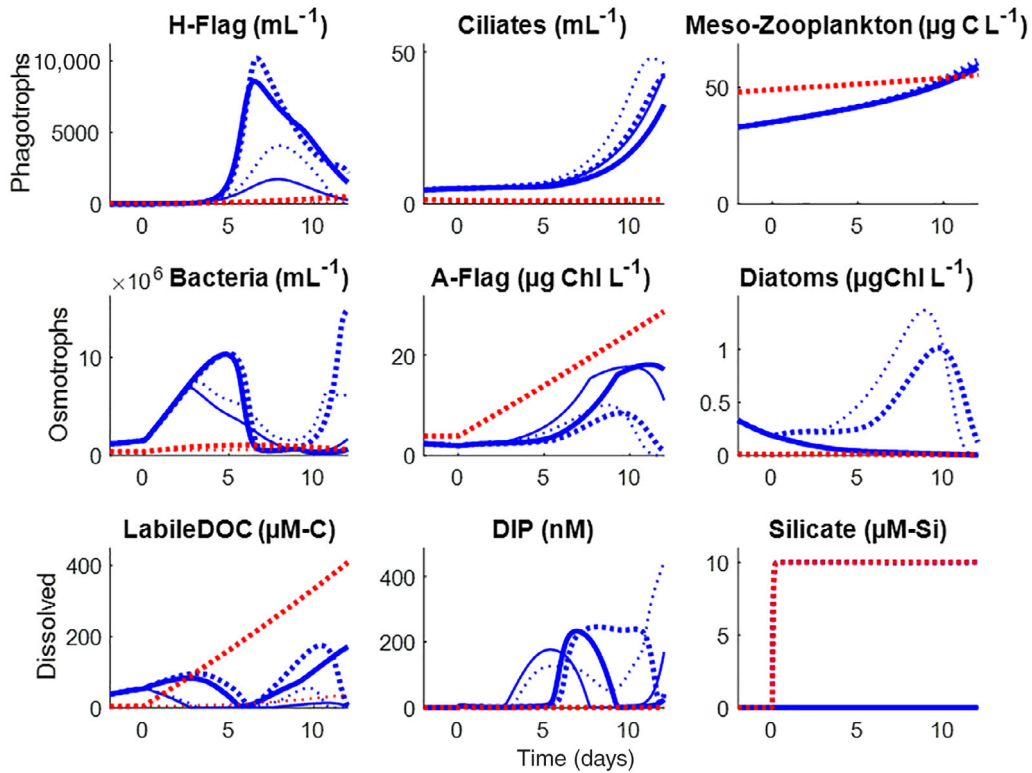 H-Flag (mL⁻¹)
Ciliates (mL⁻¹)
Meso-Zooplankton (µg C L⁻¹)
Phagotrophs
10,000
5000
0
0 5 10
50
0
0 5 10
50
0
0 5 10
×10⁶ Bacteria (mL⁻¹)
A-Flag (µg Chl L⁻¹)
Diatoms (µgChl L⁻¹)
Osmotrophs
10
0
0 5 10
20
0
0 5 10
1
0.5
0
0 5 10
LabileDOC (µM-C)
DIP (nM)
Silicate (µM-Si)
Dissolved
400
200
0
0 5 10
400
200
0
0 5 10
10
5
0
0 5 10
Time (days)